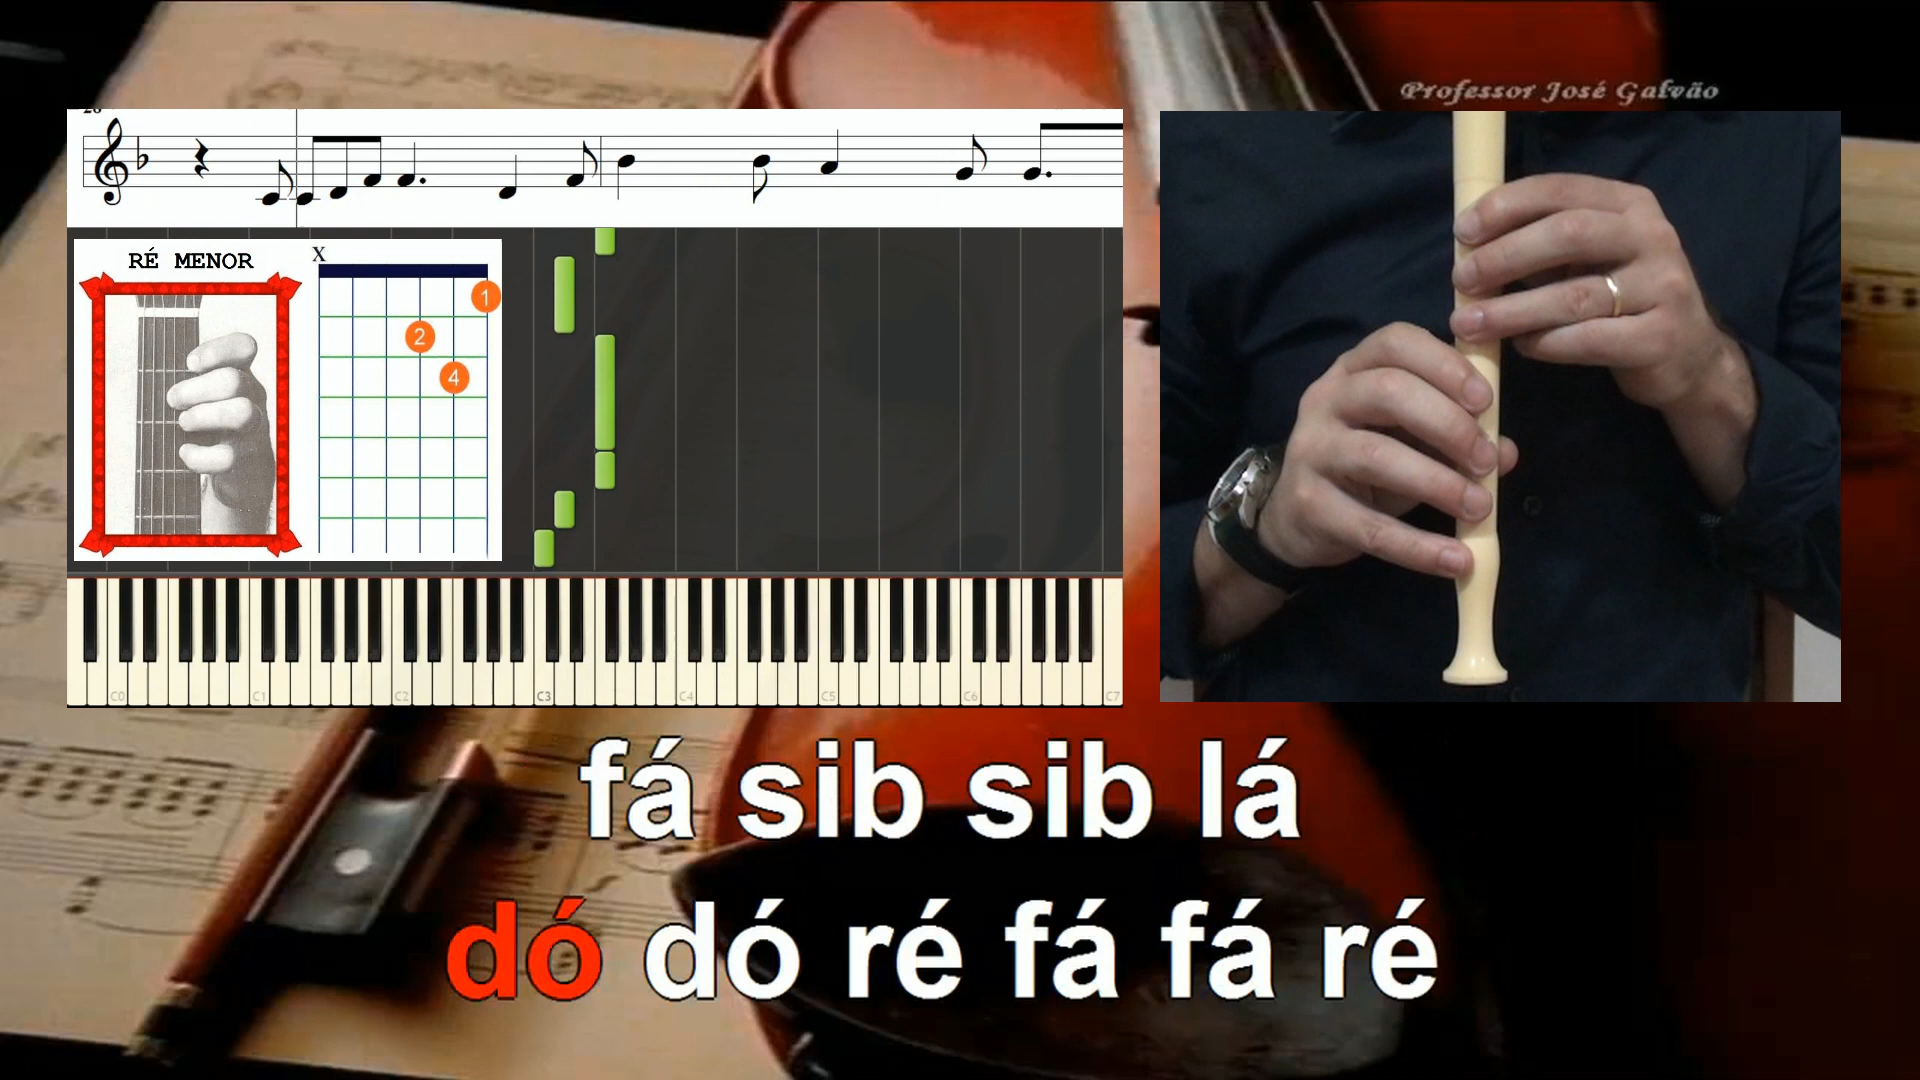 Professor José Galvão
RÉ MENOR
X
1
2
4
C0 C1 C2 C3 C4 C5 C6 C7
fá sib sib lá
dó dó ré fá fá ré